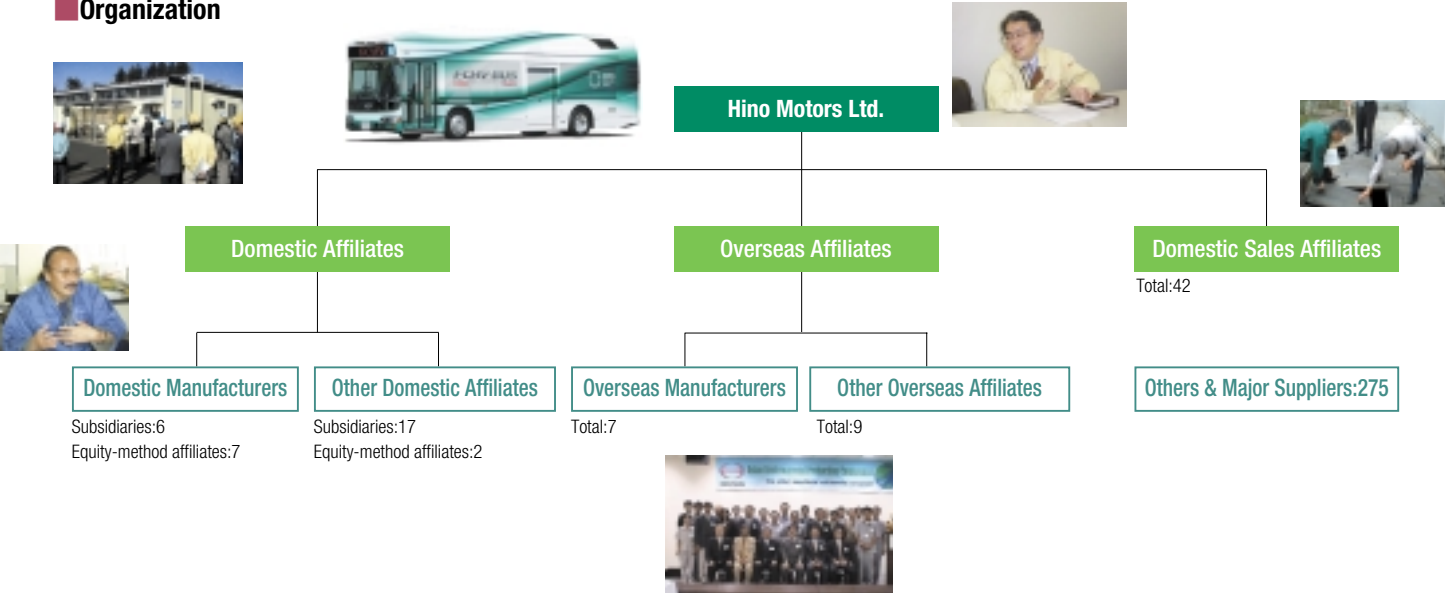 Organization
FCHV-BUS
Hino Motors Ltd.
Domestic Affiliates
Overseas Affiliates
Domestic Sales Affiliates
Total:42
Domestic Manufacturers
Other Domestic Affiliates
Overseas Manufacturers
Other Overseas Affiliates
Others & Major Suppliers:275
Subsidiaries:6
Equity-method affiliates:7
Subsidiaries:17
Equity-method affiliates:2
Total:7
Total:9